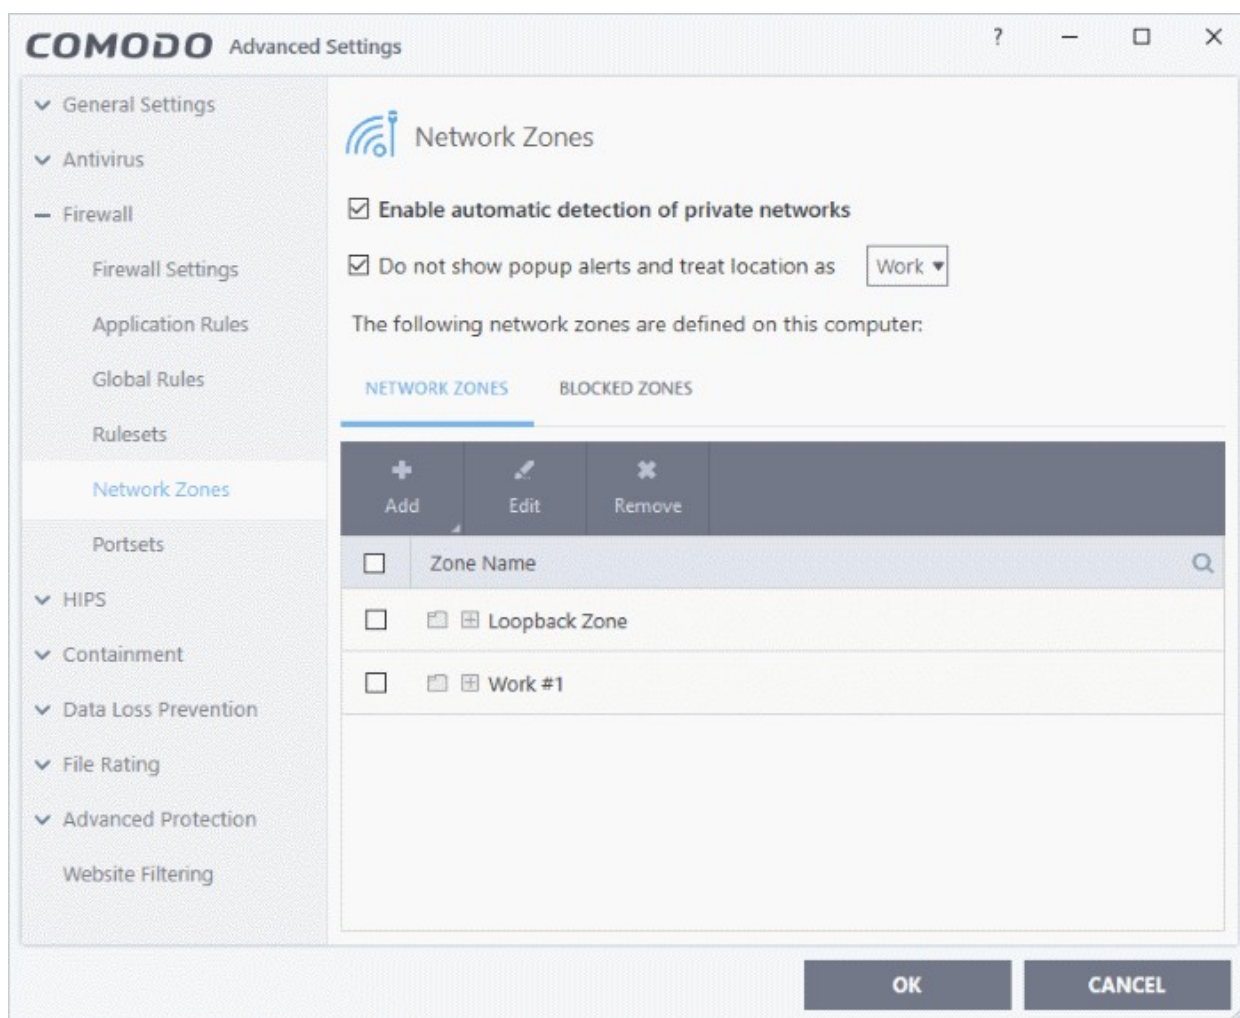 COMODO Advanced Settings ?
General Settings
Antivirus
Firewall
Firewall Settings
Application Rules
Global Rules
Rulesets
Network Zones
Portsets
HIPS
Containment
Data Loss Prevention
File Rating
Advanced Protection
Website Filtering
Network Zones
Enable automatic detection of private networks
Do not show popup alerts and treat location as Work
The following network zones are defined on this computer:
NETWORK ZONES BLOCKED ZONES
Add Edit Remove
Zone Name
Loopback Zone
Work #1
OK CANCEL